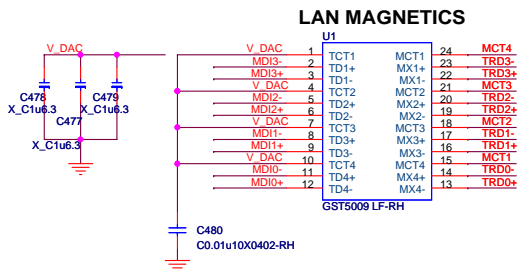 LAN MAGNETICS
U1
V_DAC
C478
X_C1u6.3
C477
X_C1u6.3
C479
X_C1u6.3
V_DAC 1 TCT1 MCT1 24 MCT4
MDI3- 2 TD1+ MX1+ 23 TRD3-
MDI3+ 3 TD1- MX1- 22 TRD3+
V_DAC 4 TCT2 MCT2 21 MCT3
MDI2- 5 TD2+ MX2+ 20 TRD2-
MDI2+ 6 TD2- MX2- 19 TRD2+
V_DAC 7 TCT3 MCT3 18 MCT2
MDI1- 8 TD3+ MX3+ 17 TRD1-
MDI1+ 9 TD3- MX3- 16 TRD1+
V_DAC 10 TCT4 MCT4 15 MCT1
MDI0- 11 TD4+ MX4+ 14 TRD0-
MDI0+ 12 TD4- MX4- 13 TRD0+
GST5009 LF-RH
C480
C0.01u10X0402-RH